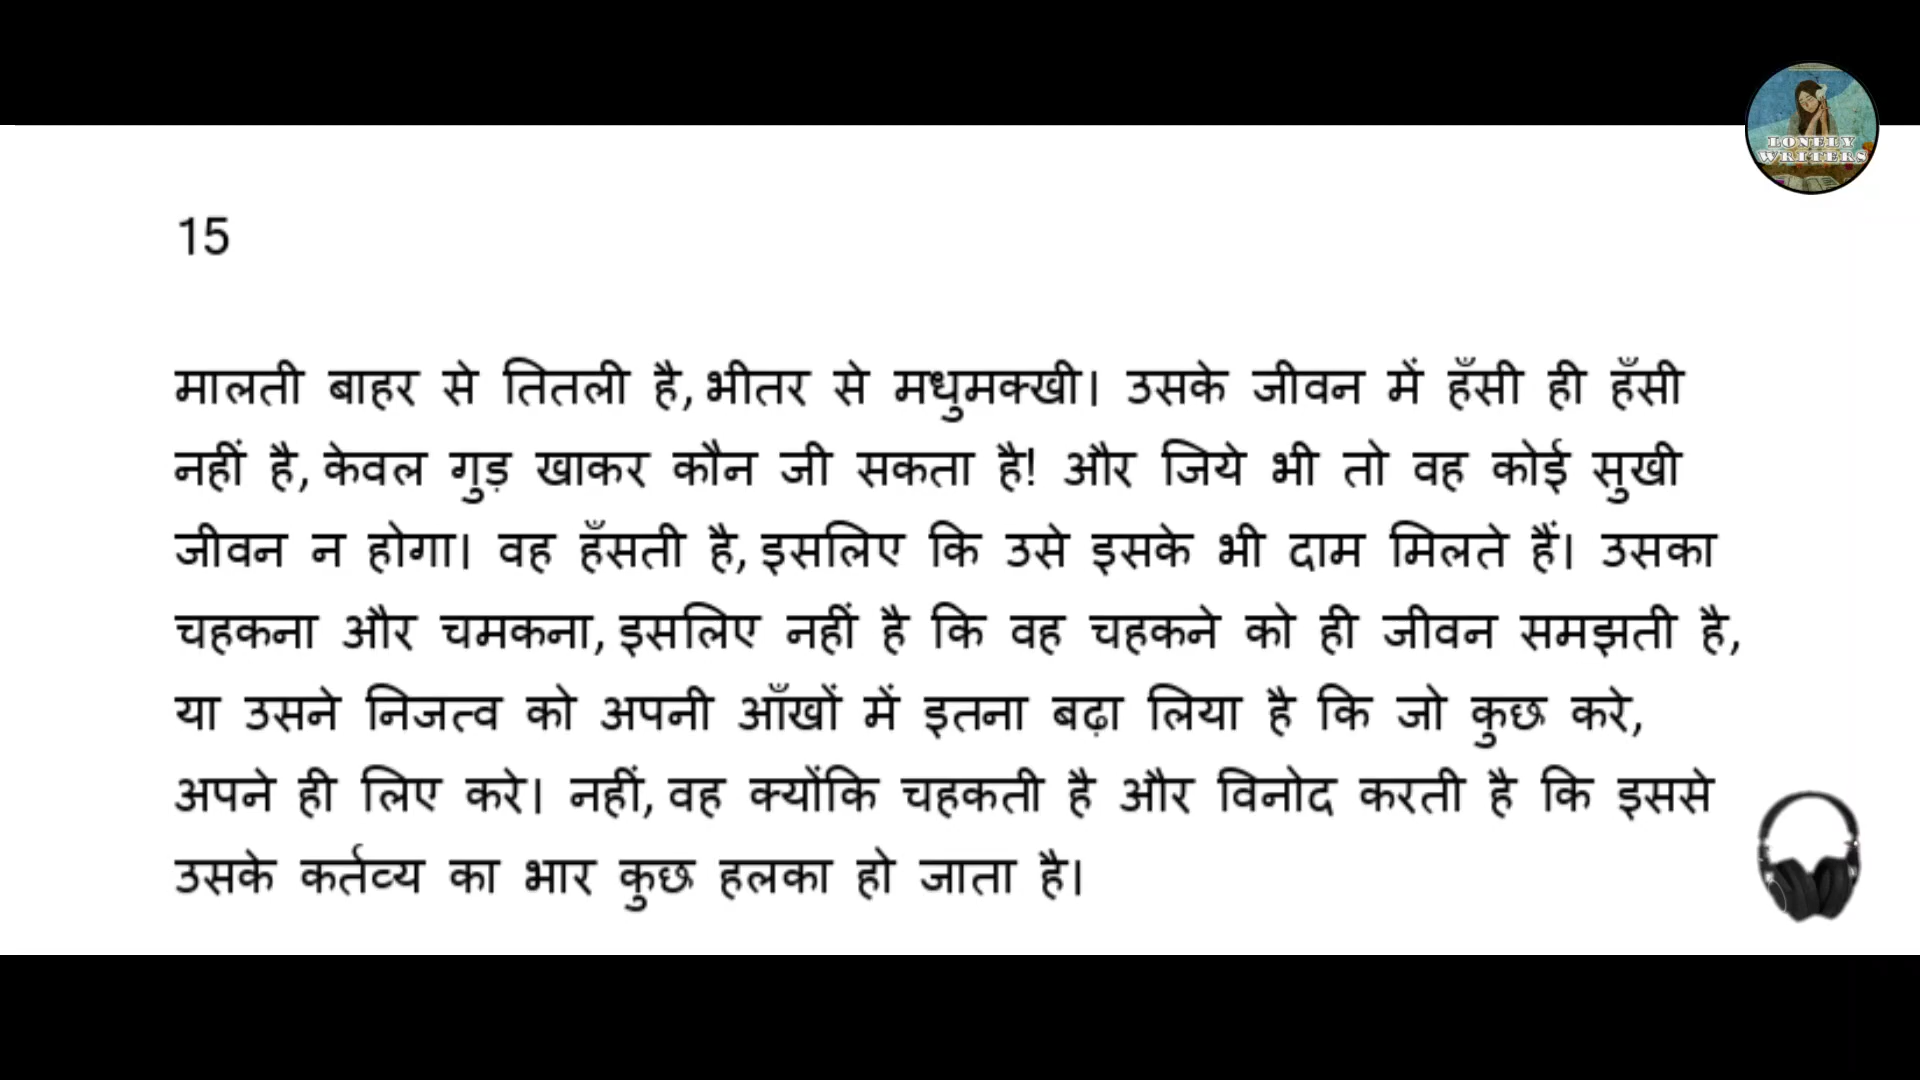 LONELY
WRITERS
15
मालती बाहर से तितली है, भीतर से मधुमक्खी। उसके जीवन में हँसी ही हँसी
नहीं है, केवल गुड़ खाकर कौन जी सकता है! और जिये भी तो वह कोई सुखी
जीवन न होगा। वह हँसती है, इसलिए कि उसे इसके भी दाम मिलते हैं। उसका
चहकना और चमकना, इसलिए नहीं है कि वह चहकने को ही जीवन समझती है,
या उसने निजत्व को अपनी आँखों में इतना बढ़ा लिया है कि जो कुछ करे,
अपने ही लिए करे। नहीं, वह क्योंकि चहकती है और विनोद करती है कि इससे
उसके कर्तव्य का भार कुछ हलका हो जाता है।